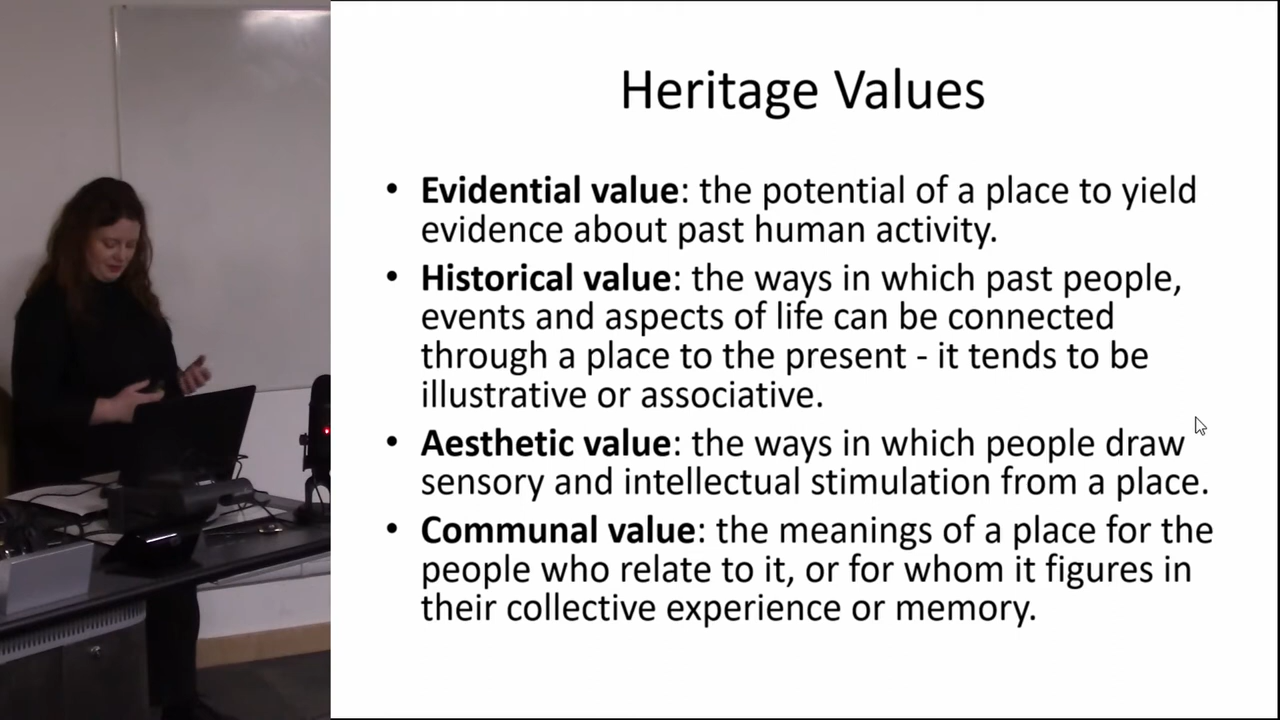 Heritage Values
• Evidential value: the potential of a place to yield
evidence about past human activity.
• Historical value: the ways in which past people,
events and aspects of life can be connected
through a place to the present - it tends to be
illustrative or associative.
• Aesthetic value: the ways in which people draw
sensory and intellectual stimulation from a place.
• Communal value: the meanings of a place for the
people who relate to it, or for whom it figures in
their collective experience or memory.